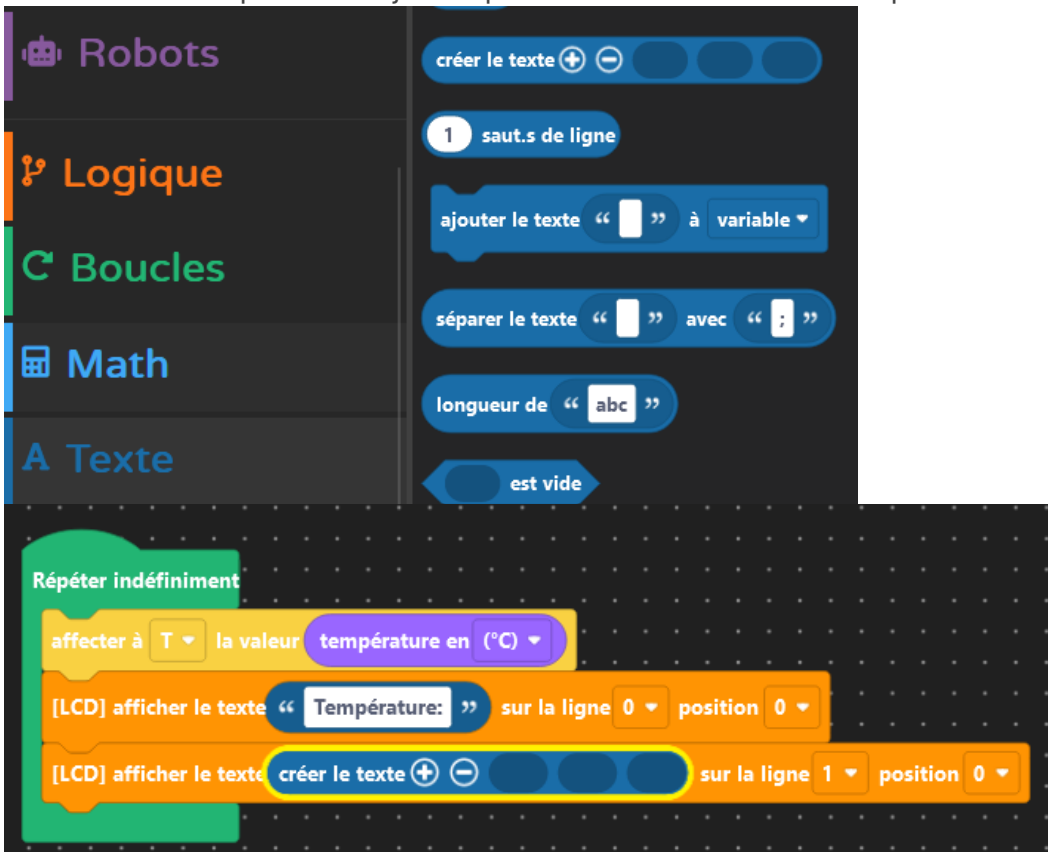 Robots
Logique
Boucles
Math
Texte
créer le texte
1 saut.s de ligne
ajouter le texte “ ” à variable
séparer le texte “ ” avec “ ; ”
longueur de “ abc ”
est vide
Répéter indéfiniment
affecter à T la valeur température en (°C)
[LCD] afficher le texte “ Température: ” sur la ligne 0 position 0
[LCD] afficher le texte créer le texte sur la ligne 1 position 0